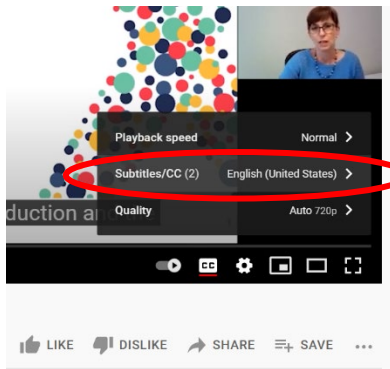 Playback speed Normal
Subtitles/CC (2) English (United States)
duction an
Quality Auto 720p
CC
LIKE DISLIKE SHARE SAVE